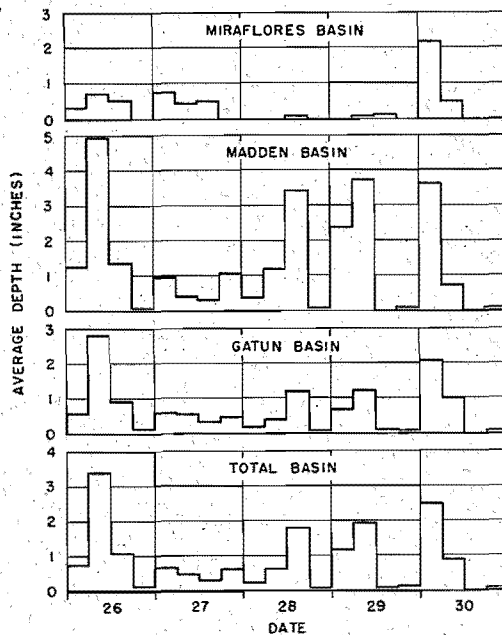 MIRAFLORES BASIN
3
2
1
0
MADDEN BASIN
5
4
3
2
1
0
GATUN BASIN
3
2
1
0
TOTAL BASIN
4
3
2
1
0
AVERAGE DEPTH (INCHES)
26 27 28 29 30
DATE